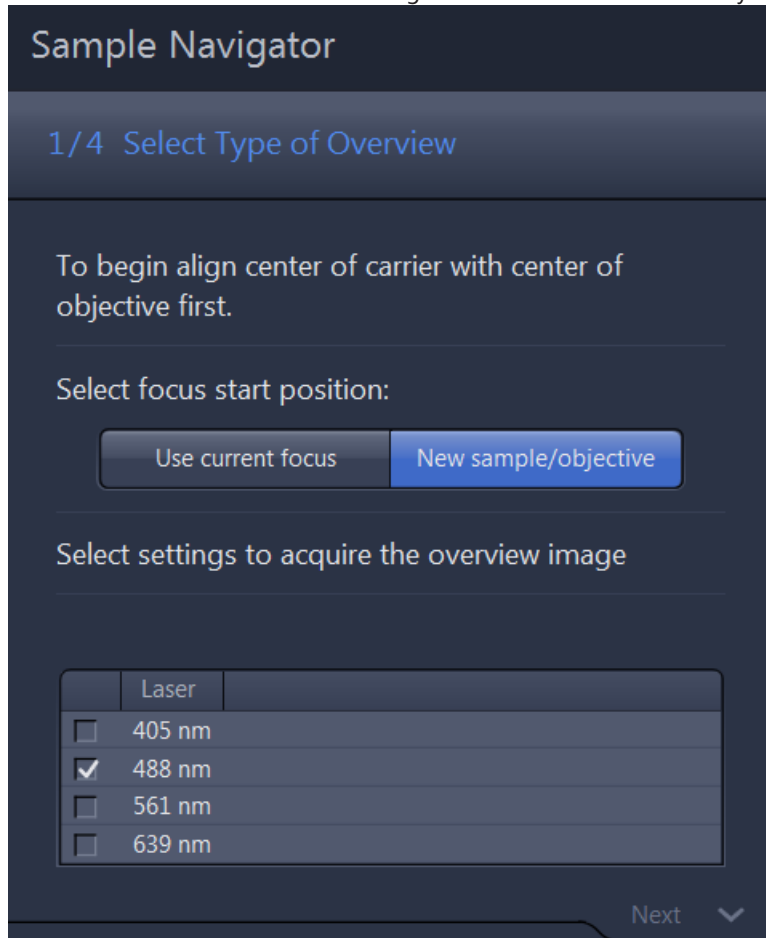 Sample Navigator
1/4 Select Type of Overview
To begin align center of carrier with center of
objective first.
Select focus start position:
Use current focus New sample/objective
Select settings to acquire the overview image
Laser
405 nm
488 nm
561 nm
639 nm
Next